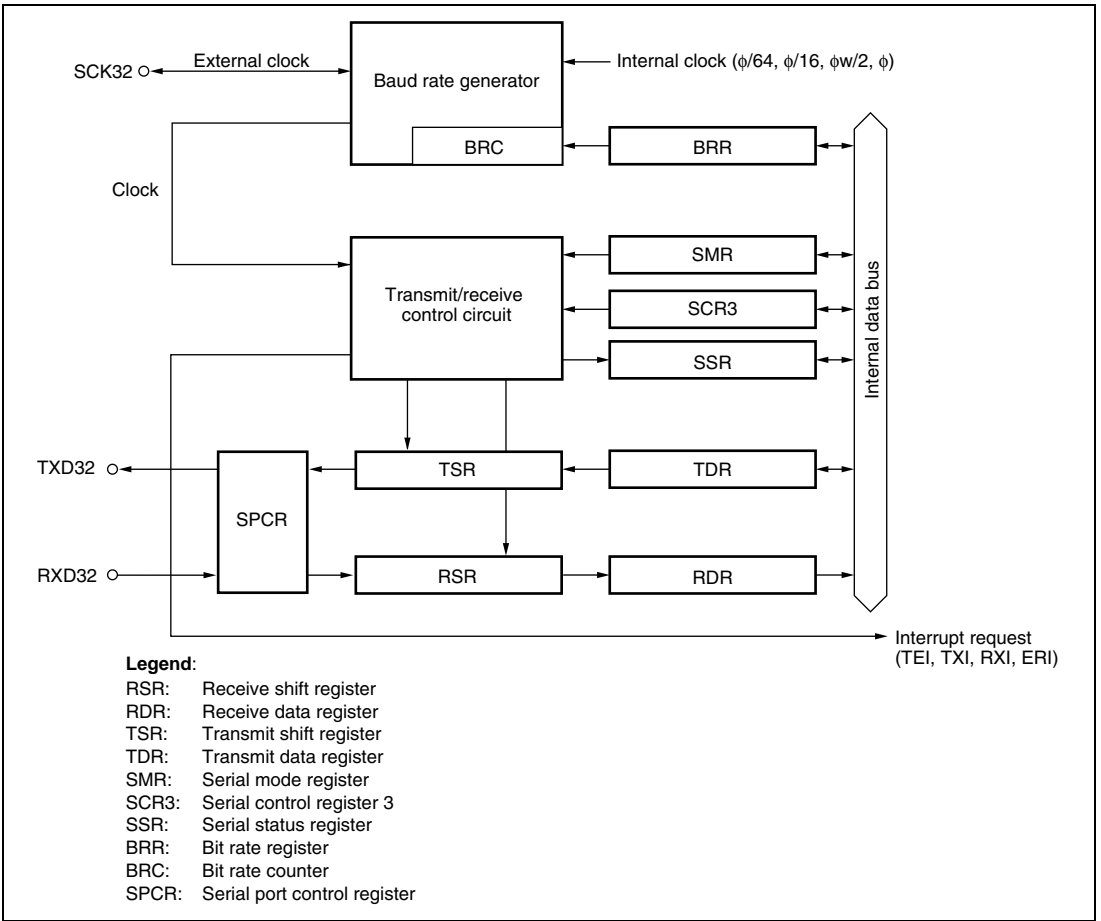 SCK32
External clock
Baud rate generator
Internal clock (ϕ/64, ϕ/16, ϕw/2, ϕ)
BRC
BRR
Clock
Transmit/receive
control circuit
SMR
SCR3
SSR
Internal data bus
TXD32
SPCR
TSR
TDR
RXD32
RSR
RDR
Interrupt request
(TEI, TXI, RXI, ERI)
Legend:
RSR: Receive shift register
RDR: Receive data register
TSR: Transmit shift register
TDR: Transmit data register
SMR: Serial mode register
SCR3: Serial control register 3
SSR: Serial status register
BRR: Bit rate register
BRC: Bit rate counter
SPCR: Serial port control register